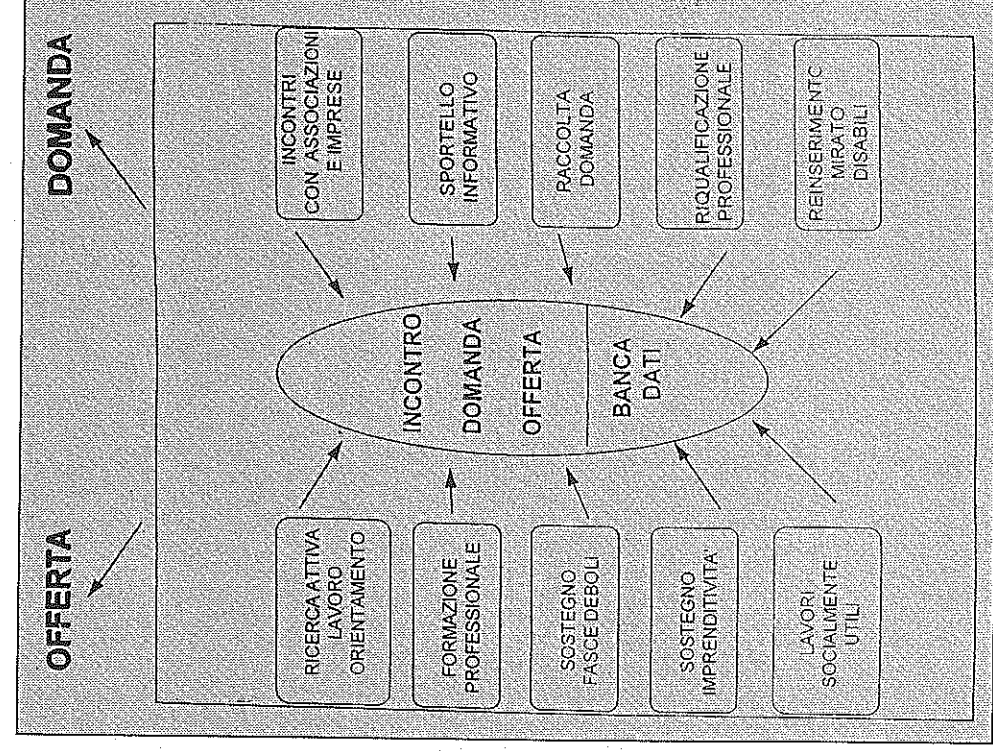 OFFERTA
DOMANDA
RICERCA ATTIVA
LAVORO
ORIENTAMENTO
FORMAZIONE
PROFESSIONALE
SOSTEGNO
FASCE DEBOLI
SOSTEGNO
IMPRENDITIVITA'
LAVORI
SOCIALMENTE
UTILI
INCONTRO
DOMANDA
OFFERTA
BANCA
DATI
INCONTRI
CON ASSOCIAZIONI
E IMPRESE
SPORTELLO
INFORMATIVO
RACCOLTA
DOMANDA
RIQUALIFICAZIONE
PROFESSIONALE
REINSERIMENTO
MIRATO
DISABILI